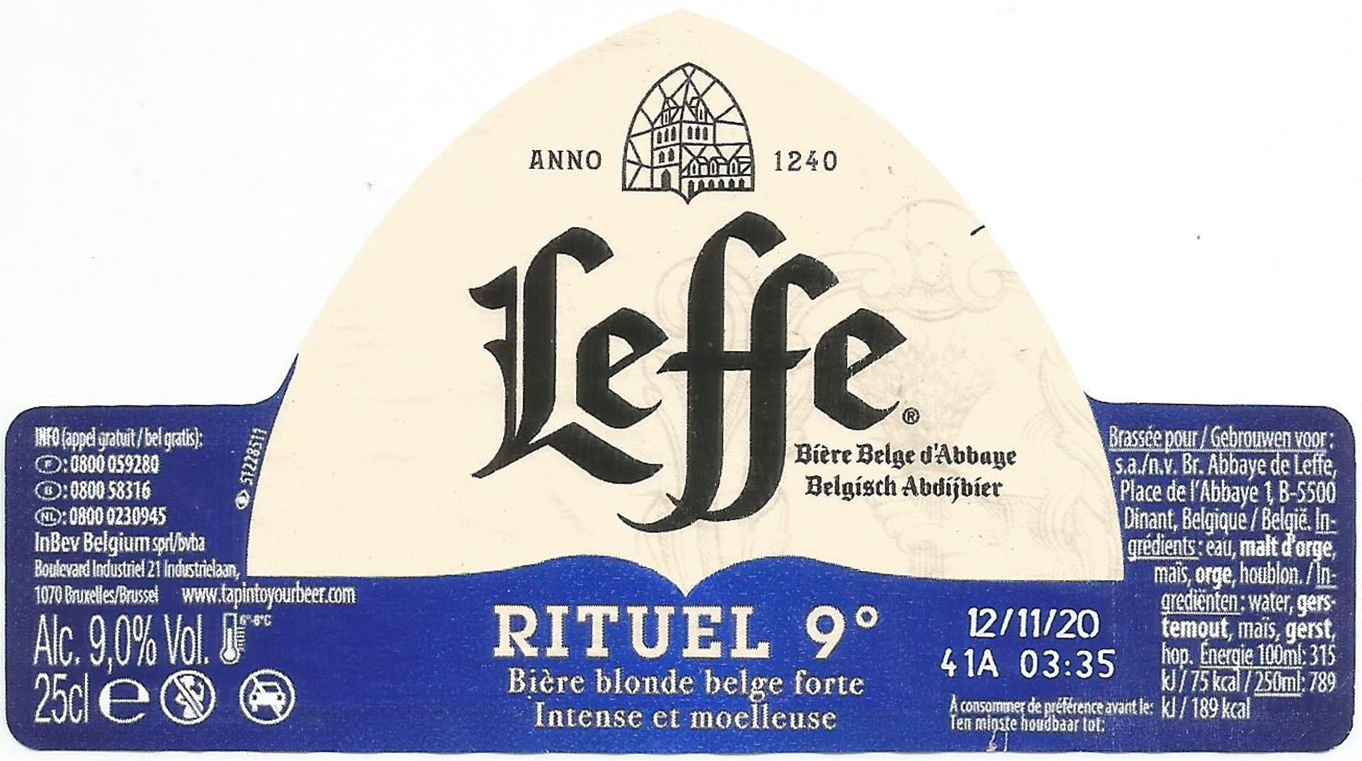 ANNO 1240
Leffe®
Bière Belge d'Abbaye
Belgisch Abdijbier
INFO (appel gratuit / bel gratis):
F : 0800 059280
B : 0800 58316
NL : 0800 0230945
InBev Belgium sprl/bvba
Boulevard Industriel 21 Industrielaan,
1070 Bruxelles/Brussel www.tapintoyourbeer.com
Alc. 9,0% Vol. 6°-8°C
25cl e
51228511
RITUEL 9°
Bière blonde belge forte
Intense et moelleuse
12/11/20
41A 03:35
À consommer de préférence avant le:
Ten minste houdbaar tot:
Brassée pour / Gebrouwen voor :
s.a./n.v. Br. Abbaye de Leffe,
Place de l'Abbaye 1, B-5500
Dinant, Belgique / België. In-
grédients : eau, malt d'orge,
maïs, orge, houblon. / In-
grediënten : water, gers-
temout, maïs, gerst,
hop. Énergie 100ml: 315
kJ / 75 kcal / 250ml: 789
kJ / 189 kcal